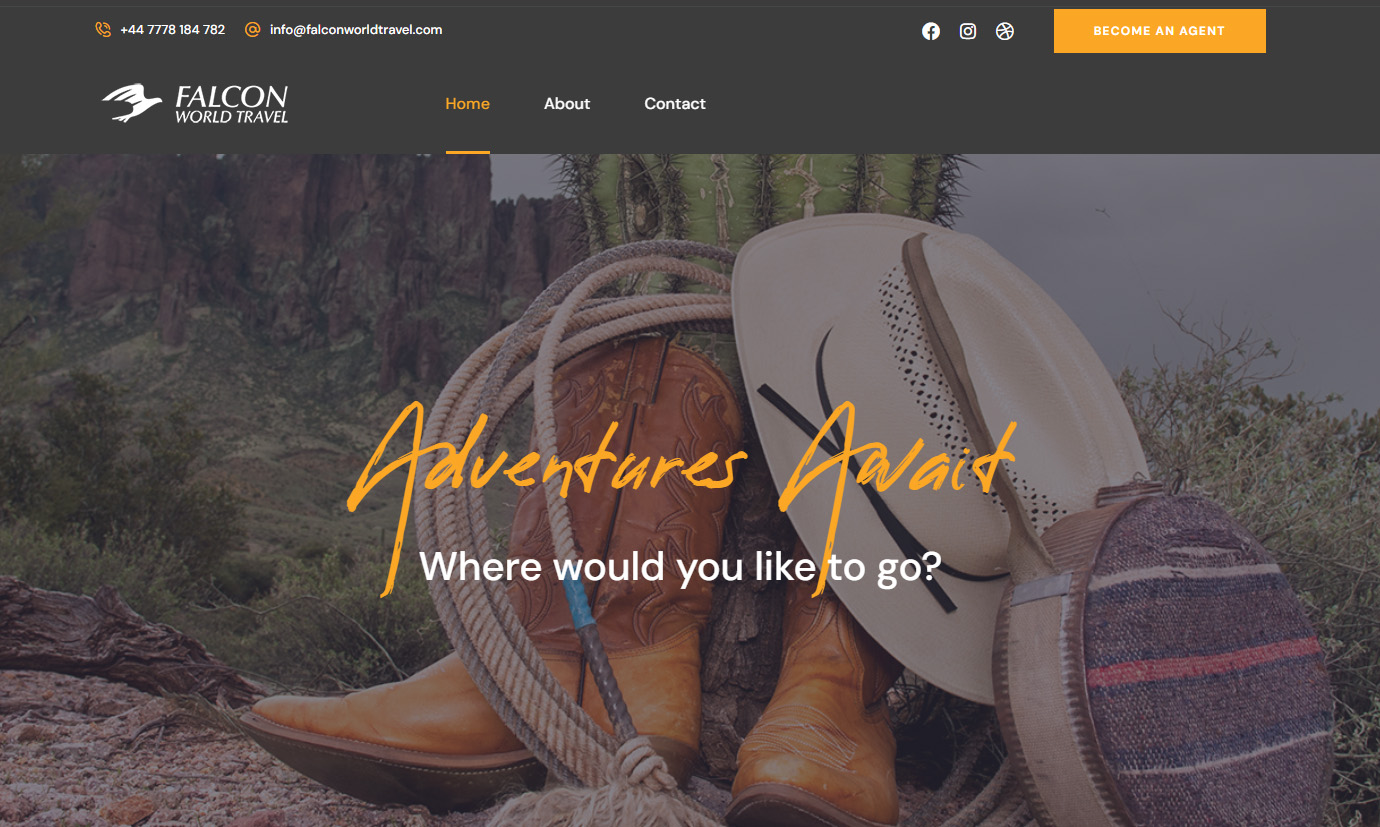 +44 7778 184 782 info@falconworldtravel.com
BECOME AN AGENT
FALCON
WORLD TRAVEL
Home About Contact
Adventures Await
Where would you like to go?